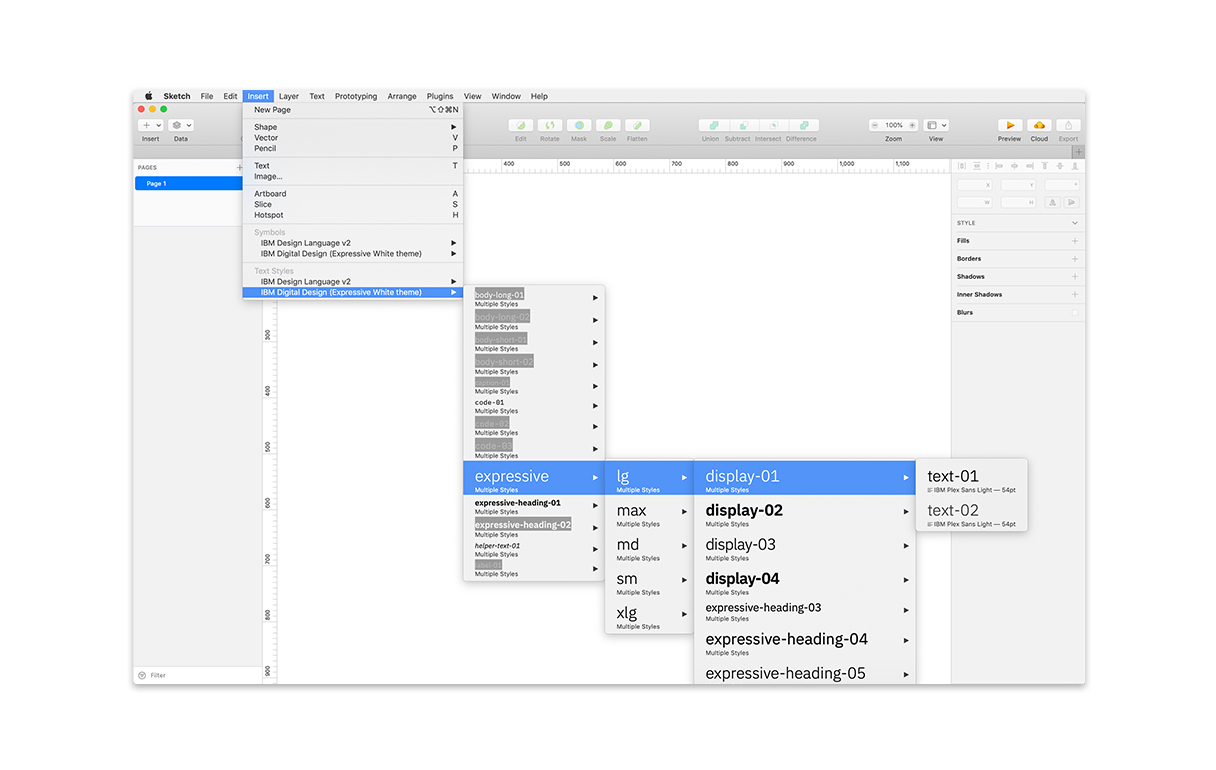 Sketch File Edit Insert Layer Text Prototyping Arrange Plugins View Window Help
New Page ⌥⇧⌘N
Shape
Vector V
Pencil P
Text T
Image...
Artboard A
Slice S
Hotspot H
Symbols
IBM Design Language v2
IBM Digital Design (Expressive White theme)
Text Styles
IBM Design Language v2
IBM Digital Design (Expressive White theme)
Insert Data
Edit Rotate Mask Scale Flatten Union Subtract Intersect Difference
100%
Zoom View Preview Cloud Export
PAGES
Page 1
400 500 600 700 800 900 1,000 1,100
300
400
500
600
700
800
900
Filter
X Y °
W H
STYLE
Fills
Borders
Shadows
Inner Shadows
Blurs
body-long-01
Multiple Styles
body-long-02
Multiple Styles
body-short-01
Multiple Styles
body-short-02
Multiple Styles
caption-01
Multiple Styles
code-01
Multiple Styles
code-02
Multiple Styles
code-03
Multiple Styles
expressive
Multiple Styles
expressive-heading-01
Multiple Styles
expressive-heading-02
Multiple Styles
helper-text-01
Multiple Styles
label-01
Multiple Styles
lg
Multiple Styles
max
Multiple Styles
md
Multiple Styles
sm
Multiple Styles
xlg
Multiple Styles
display-01
Multiple Styles
display-02
Multiple Styles
display-03
Multiple Styles
display-04
Multiple Styles
expressive-heading-03
Multiple Styles
expressive-heading-04
Multiple Styles
expressive-heading-05
text-01
IBM Plex Sans Light — 54pt
text-02
IBM Plex Sans Light — 54pt